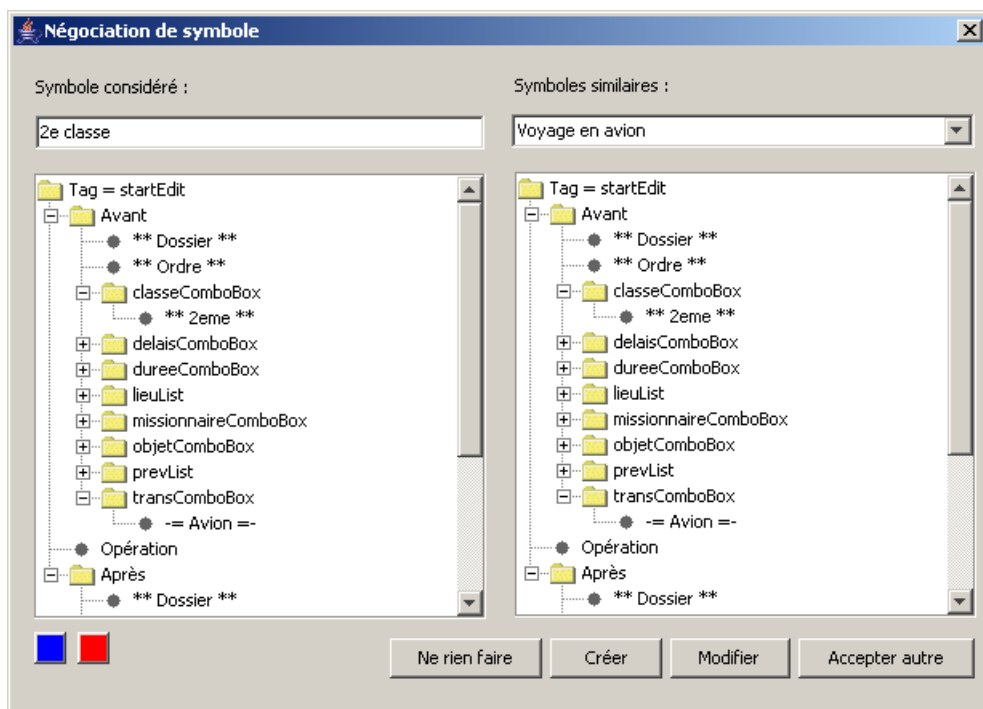 Négociation de symbole
Symbole considéré :
2e classe
Tag = startEdit
Avant
** Dossier **
** Ordre **
classeComboBox
** 2eme **
delaisComboBox
dureeComboBox
lieuList
missionnaireComboBox
objetComboBox
prevList
transComboBox
-= Avion =-
Opération
Après
** Dossier **
Symboles similaires :
Voyage en avion
Tag = startEdit
Avant
** Dossier **
** Ordre **
classeComboBox
** 2eme **
delaisComboBox
dureeComboBox
lieuList
missionnaireComboBox
objetComboBox
prevList
transComboBox
-= Avion =-
Opération
Après
** Dossier **
Ne rien faire
Créer
Modifier
Accepter autre